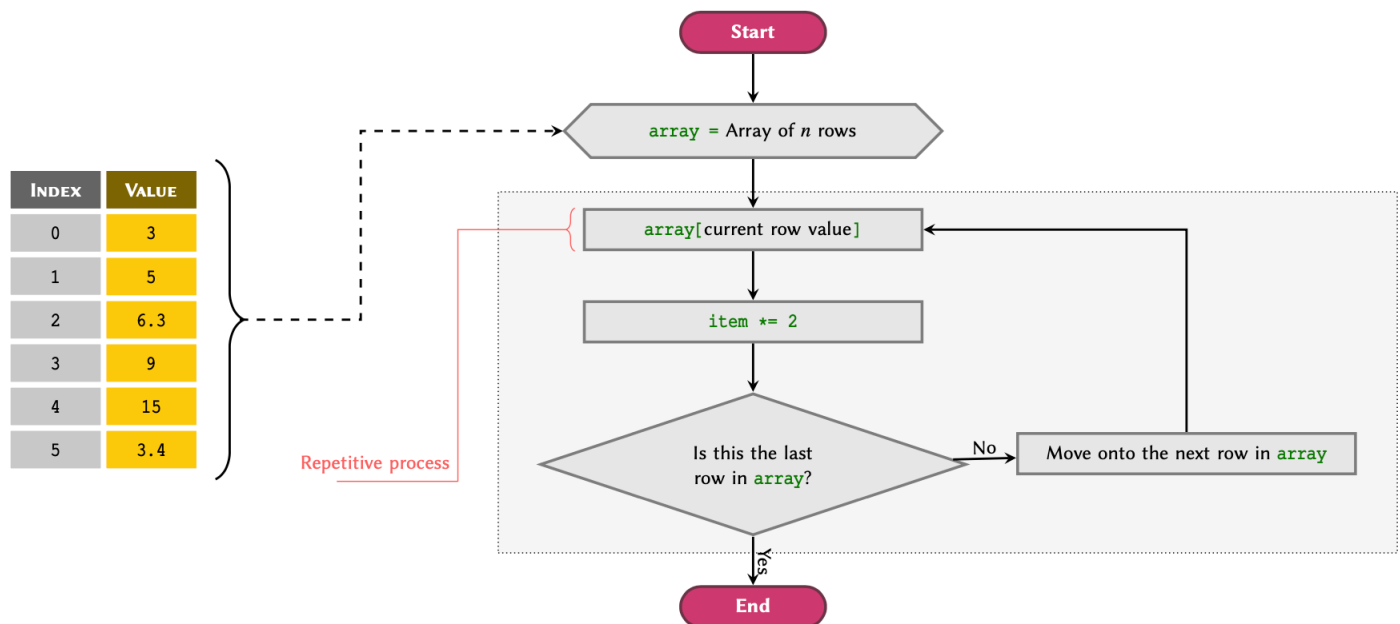 Start
array = Array of n rows
INDEX VALUE
0 3
1 5
2 6.3
3 9
4 15
5 3.4
array[current row value]
item *= 2
Repetitive process
Is this the last
row in array?
No
Move onto the next row in array
Yes
End